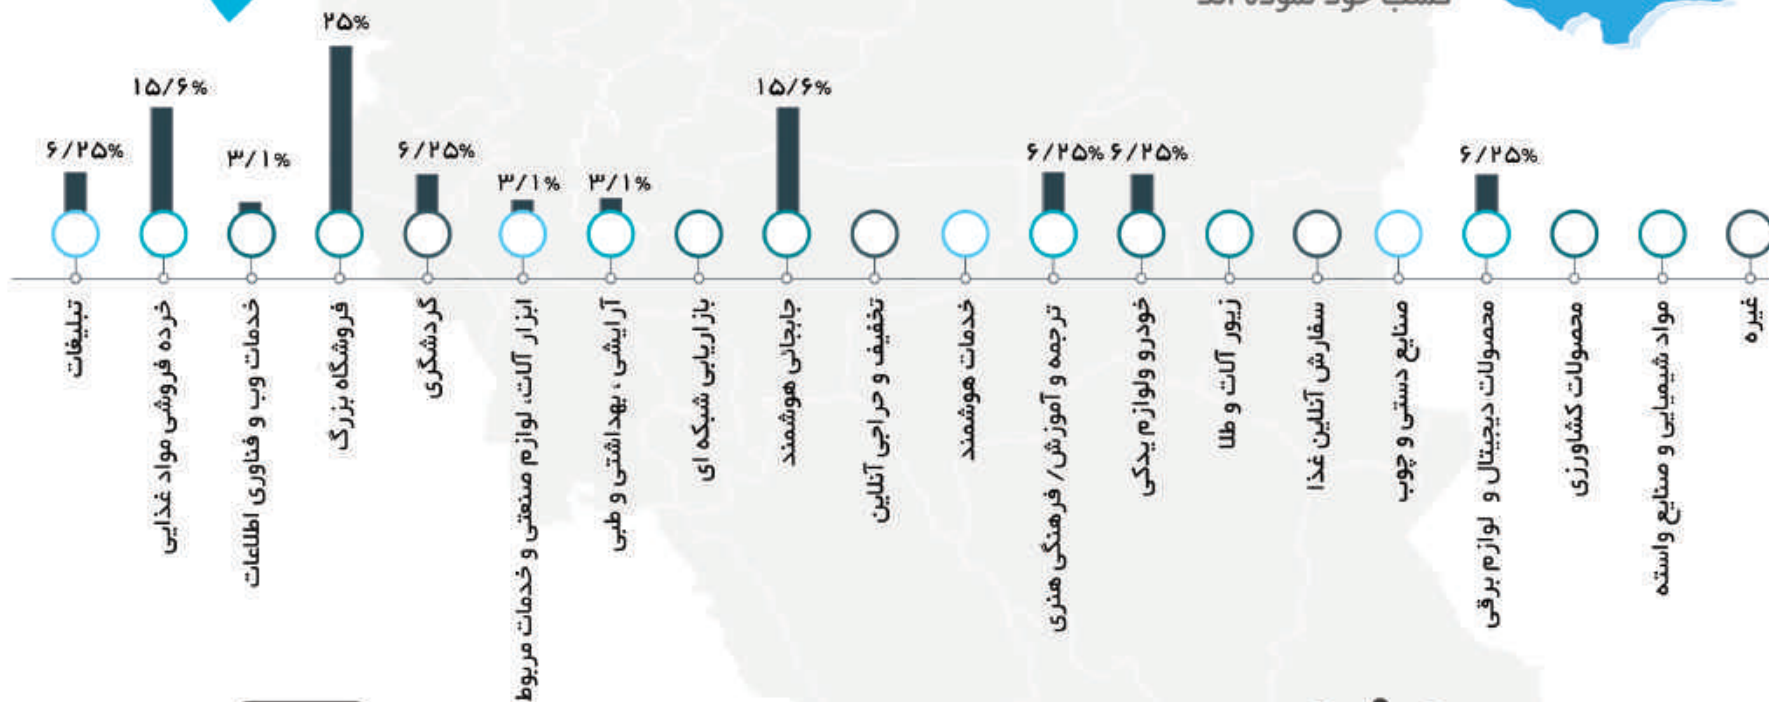 ۲۵%
۱۵/۶%
۱۵/۶%
۶/۲۵%
۳/۱%
۶/۲۵%
۳/۱%
۳/۱%
۶/۲۵%
۶/۲۵%
۶/۲۵%
تبلیغات
خرده فروشی مواد غذایی
خدمات وب و فناوری اطلاعات
فروشگاه بزرگ
گردشگری
ابزار آلات، لوازم صنعتی و خدمات مربوط
آرایشی، بهداشتی و طبی
بازاریابی شبکه ای
جابجائی هوشمند
تخفیف و حراجی آنلاین
خدمات هوشمند
ترجمه و آموزش/ فرهنگی هنری
خودرو ولوازم یدکی
زیور آلات و طلا
سفارش آنلاین غذا
صنایع دستی و چوب
محصولات دیجیتال و لوازم برقی
محصولات کشاورزی
مواد شیمیایی و صنایع وابسته
غیره